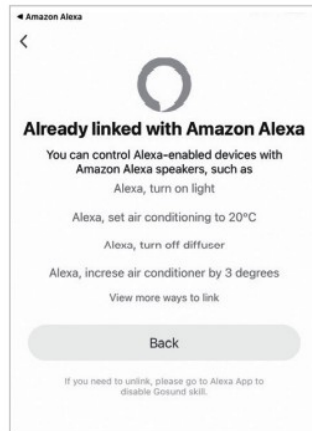 ◀ Amazon Alexa
Already linked with Amazon Alexa
You can control Alexa-enabled devices with
Amazon Alexa speakers, such as
Alexa, turn on light
Alexa, set air conditioning to 20°C
Alexa, turn off diffuser
Alexa, increse air conditioner by 3 degrees
View more ways to link
Back
If you need to unlink, please go to Alexa App to
disable Gosund skill.